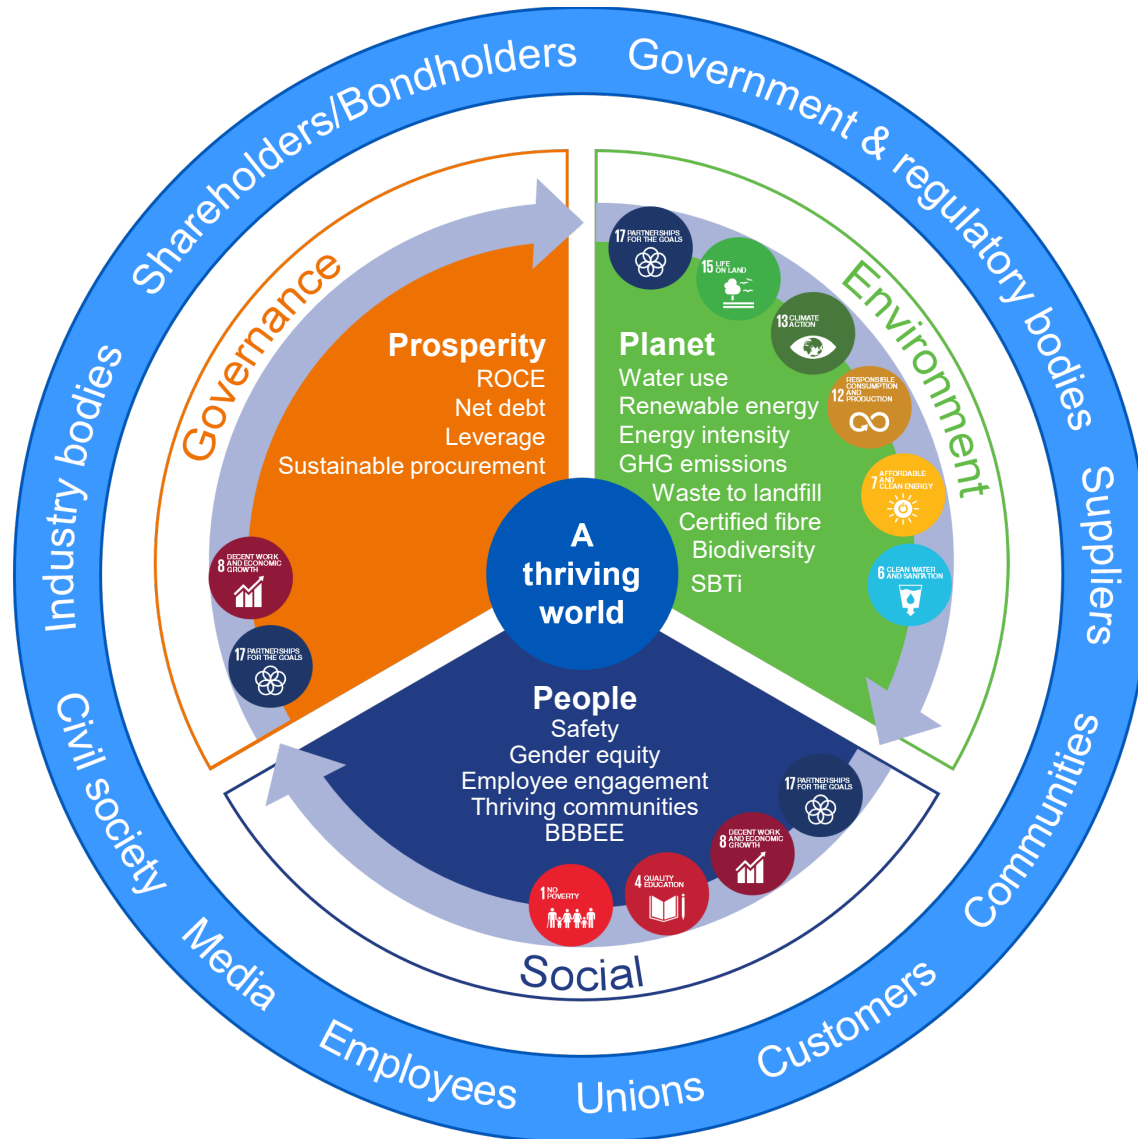 Shareholders/Bondholders
Government & regulatory bodies
Suppliers
Communities
Customers
Unions
Employees
Media
Civil society
Industry bodies
Governance
Prosperity
ROCE
Net debt
Leverage
Sustainable procurement
8 DECENT WORK
AND ECONOMIC
GROWTH
17 PARTNERSHIPS
FOR THE GOALS
Environment
Planet
Water use
Renewable energy
Energy intensity
GHG emissions
Waste to landfill
Certified fibre
Biodiversity
SBTi
17 PARTNERSHIPS
FOR THE GOALS
15 LIFE
ON LAND
13 CLIMATE
ACTION
12 RESPONSIBLE
CONSUMPTION
AND
PRODUCTION
7 AFFORDABLE
AND
CLEAN ENERGY
6 CLEAN WATER
AND SANITATION
A
thriving
world
People
Safety
Gender equity
Employee engagement
Thriving communities
BBBEE
17 PARTNERSHIPS
FOR THE GOALS
8 DECENT WORK
AND ECONOMIC
GROWTH
4 QUALITY
EDUCATION
1 NO
POVERTY
Social